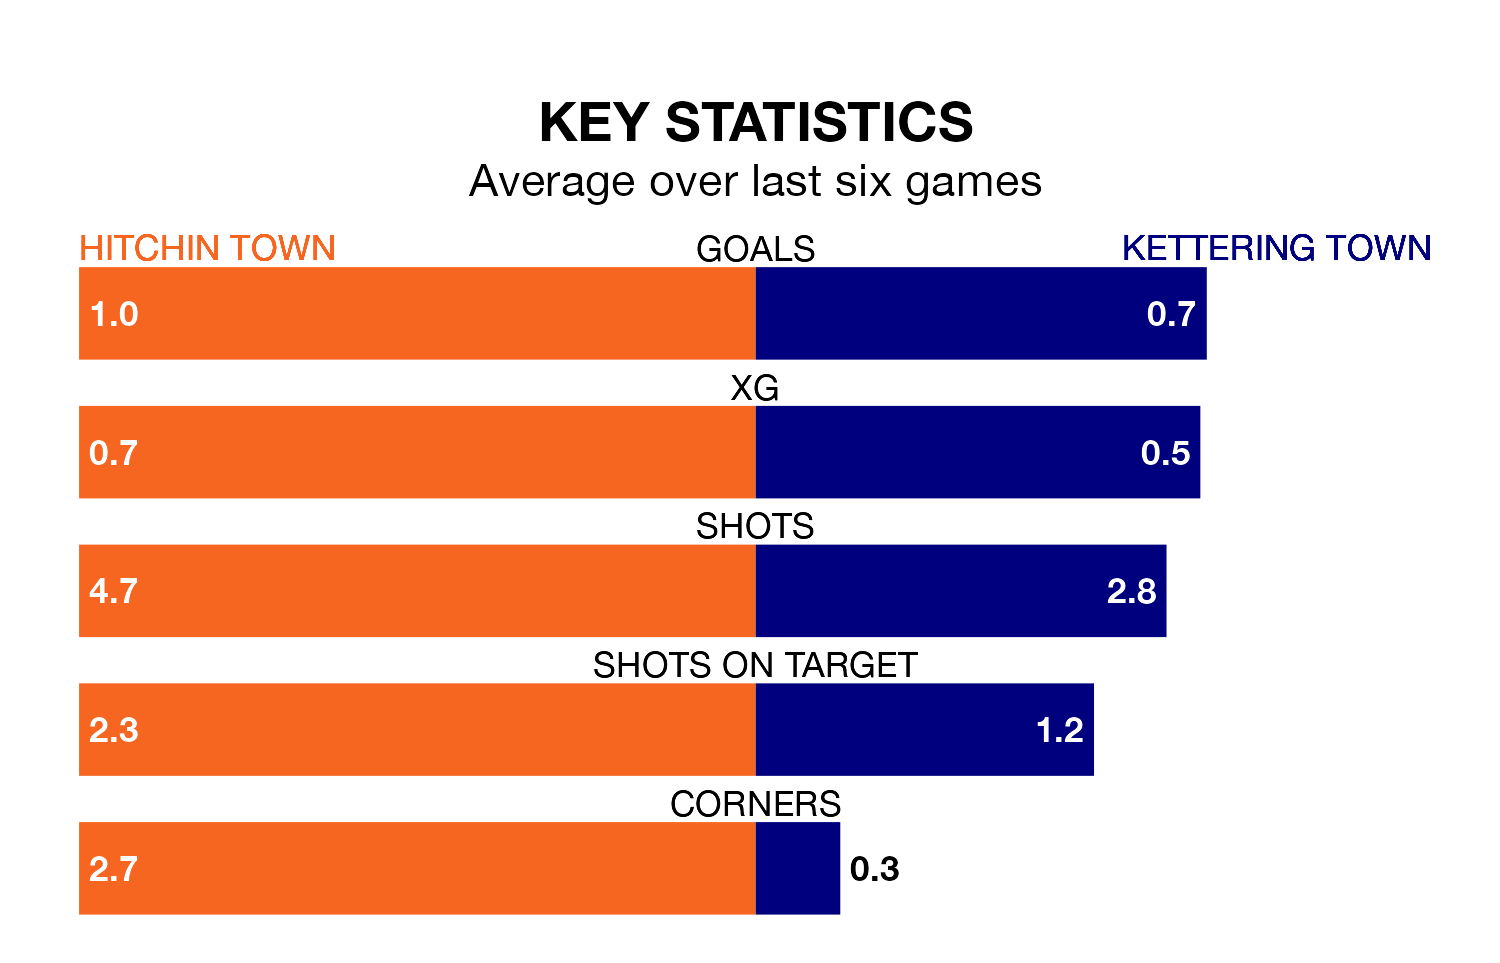 KEY STATISTICS
Average over last six games
HITCHIN TOWN GOALS KETTERING TOWN
1.0 0.7
XG
0.7 0.5
SHOTS
4.7 2.8
SHOTS ON TARGET
2.3 1.2
CORNERS
2.7 0.3